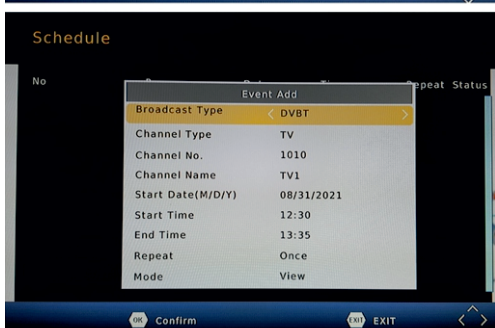 Schedule
No Repeat Status
Event Add
Broadcast Type DVBT
Channel Type TV
Channel No. 1010
Channel Name TV1
Start Date(M/D/Y) 08/31/2021
Start Time 12:30
End Time 13:35
Repeat Once
Mode View
OK Confirm EXIT EXIT